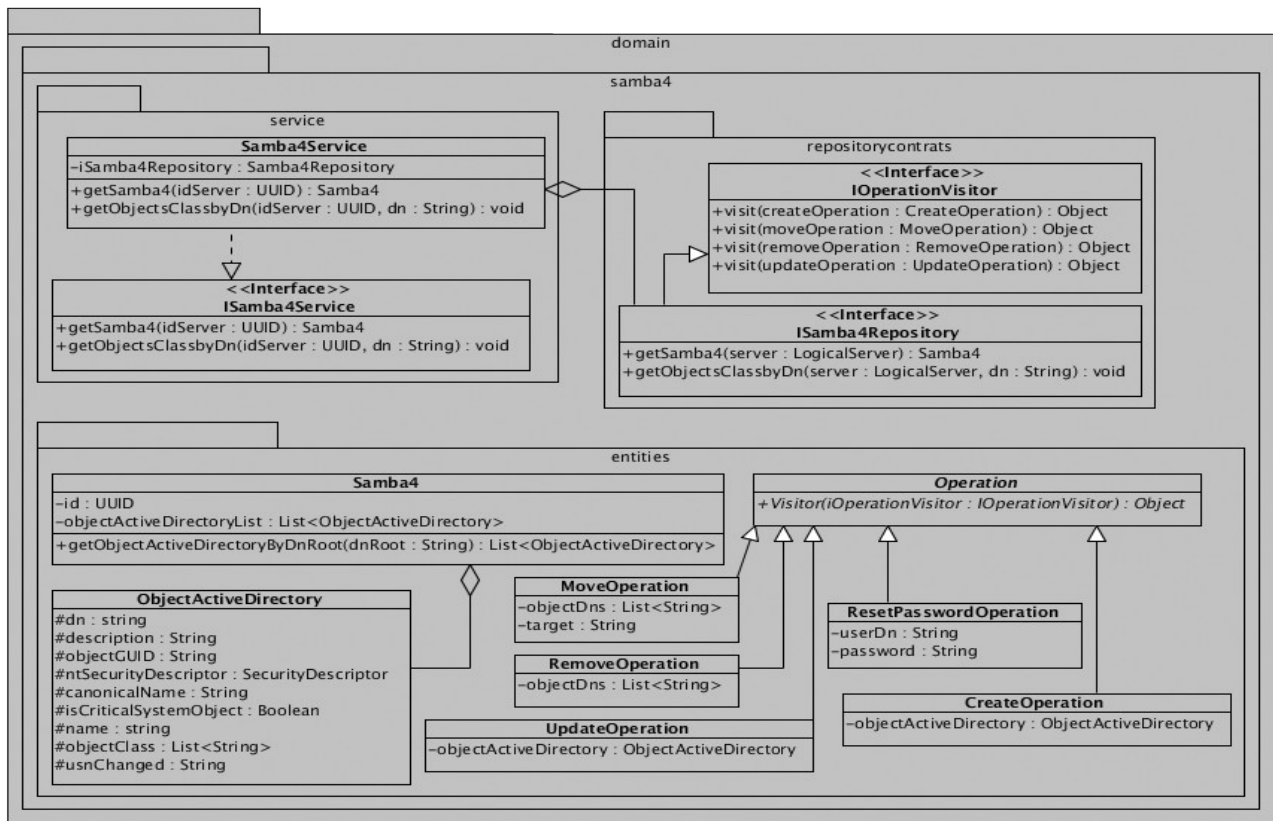 domain
samba4
service
Samba4Service
-iSamba4Repository : Samba4Repository
+getSamba4(idServer : UUID) : Samba4
+getObjectsClassbyDn(idServer : UUID, dn : String) : void
<<Interface>>
ISamba4Service
+getSamba4(idServer : UUID) : Samba4
+getObjectsClassbyDn(idServer : UUID, dn : String) : void
repositorycontrats
<<Interface>>
IOperationVisitor
+visit(createOperation : CreateOperation) : Object
+visit(moveOperation : MoveOperation) : Object
+visit(removeOperation : RemoveOperation) : Object
+visit(updateOperation : UpdateOperation) : Object
<<Interface>>
ISamba4Repository
+getSamba4(server : LogicalServer) : Samba4
+getObjectsClassbyDn(server : LogicalServer, dn : String) : void
entities
Samba4
-id : UUID
-objectActiveDirectoryList : List<ObjectActiveDirectory>
+getObjectActiveDirectoryByDnRoot(dnRoot : String) : List<ObjectActiveDirectory>
Operation
+Visitor(iOperationVisitor : IOperationVisitor) : Object
ObjectActiveDirectory
#dn : string
#description : String
#objectGUID : String
#ntSecurityDescriptor : SecurityDescriptor
#canonicalName : String
#isCriticalSystemObject : Boolean
#name : string
#objectClass : List<String>
#usnChanged : String
MoveOperation
-objectDns : List<String>
-target : String
RemoveOperation
-objectDns : List<String>
UpdateOperation
-objectActiveDirectory : ObjectActiveDirectory
ResetPasswordOperation
-userDn : String
-password : String
CreateOperation
-objectActiveDirectory : ObjectActiveDirectory